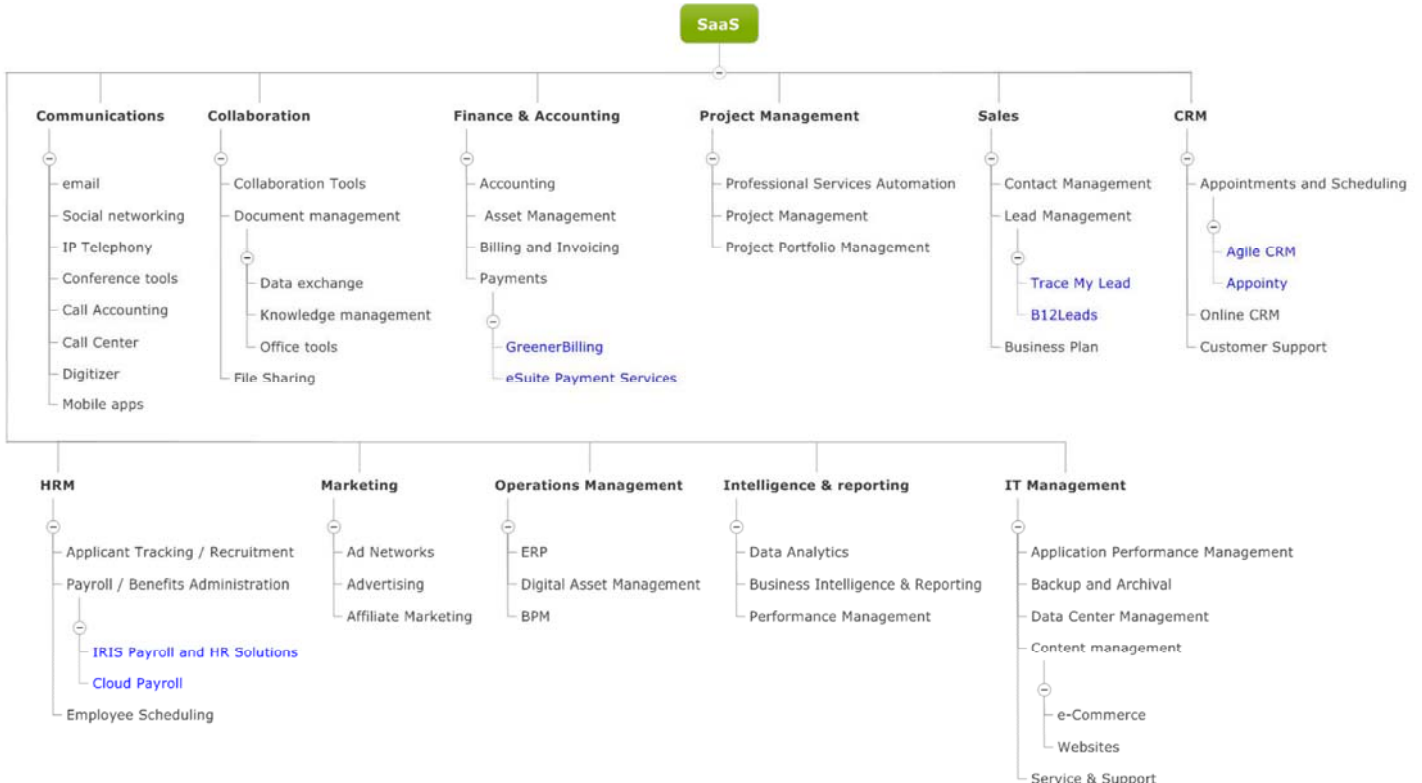 SaaS
Communications
email
Social networking
IP Telephony
Conference tools
Call Accounting
Call Center
Digitizer
Mobile apps
Collaboration
Collaboration Tools
Document management
Data exchange
Knowledge management
Office tools
File Sharing
Finance & Accounting
Accounting
Asset Management
Billing and Invoicing
Payments
GreenerBilling
eSuite Payment Services
Project Management
Professional Services Automation
Project Management
Project Portfolio Management
Sales
Contact Management
Lead Management
Trace My Lead
B12Leads
Business Plan
CRM
Appointments and Scheduling
Agile CRM
Appointy
Online CRM
Customer Support
HRM
Applicant Tracking / Recruitment
Payroll / Benefits Administration
IRIS Payroll and HR Solutions
Cloud Payroll
Employee Scheduling
Marketing
Ad Networks
Advertising
Affiliate Marketing
Operations Management
ERP
Digital Asset Management
BPM
Intelligence & reporting
Data Analytics
Business Intelligence & Reporting
Performance Management
IT Management
Application Performance Management
Backup and Archival
Data Center Management
Content management
e-Commerce
Websites
Service & Support